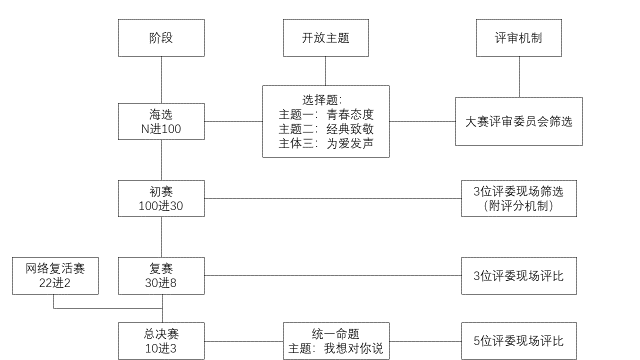 阶段
开放主题
评审机制
海选
N进100
选择题：
主题一：青春态度
主题二：经典致敬
主体三：为爱发声
大赛评审委员会筛选
初赛
100进30
3位评委现场筛选
（附评分机制）
网络复活赛
22进2
复赛
30进8
3位评委现场评比
总决赛
10进3
统一命题
主题：我想对你说
5位评委现场评比